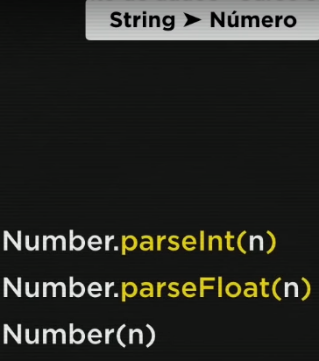 String ➤ Número
Number.parseInt(n)
Number.parseFloat(n)
Number(n)